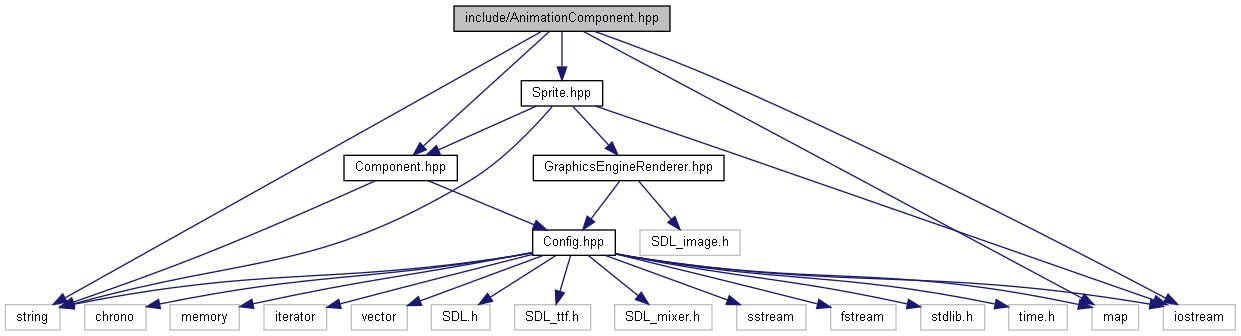 include/AnimationComponent.hpp
Sprite.hpp
Component.hpp
GraphicsEngineRenderer.hpp
Config.hpp
SDL_image.h
string
chrono
memory
iterator
vector
SDL.h
SDL_ttf.h
SDL_mixer.h
sstream
fstream
stdlib.h
time.h
map
iostream